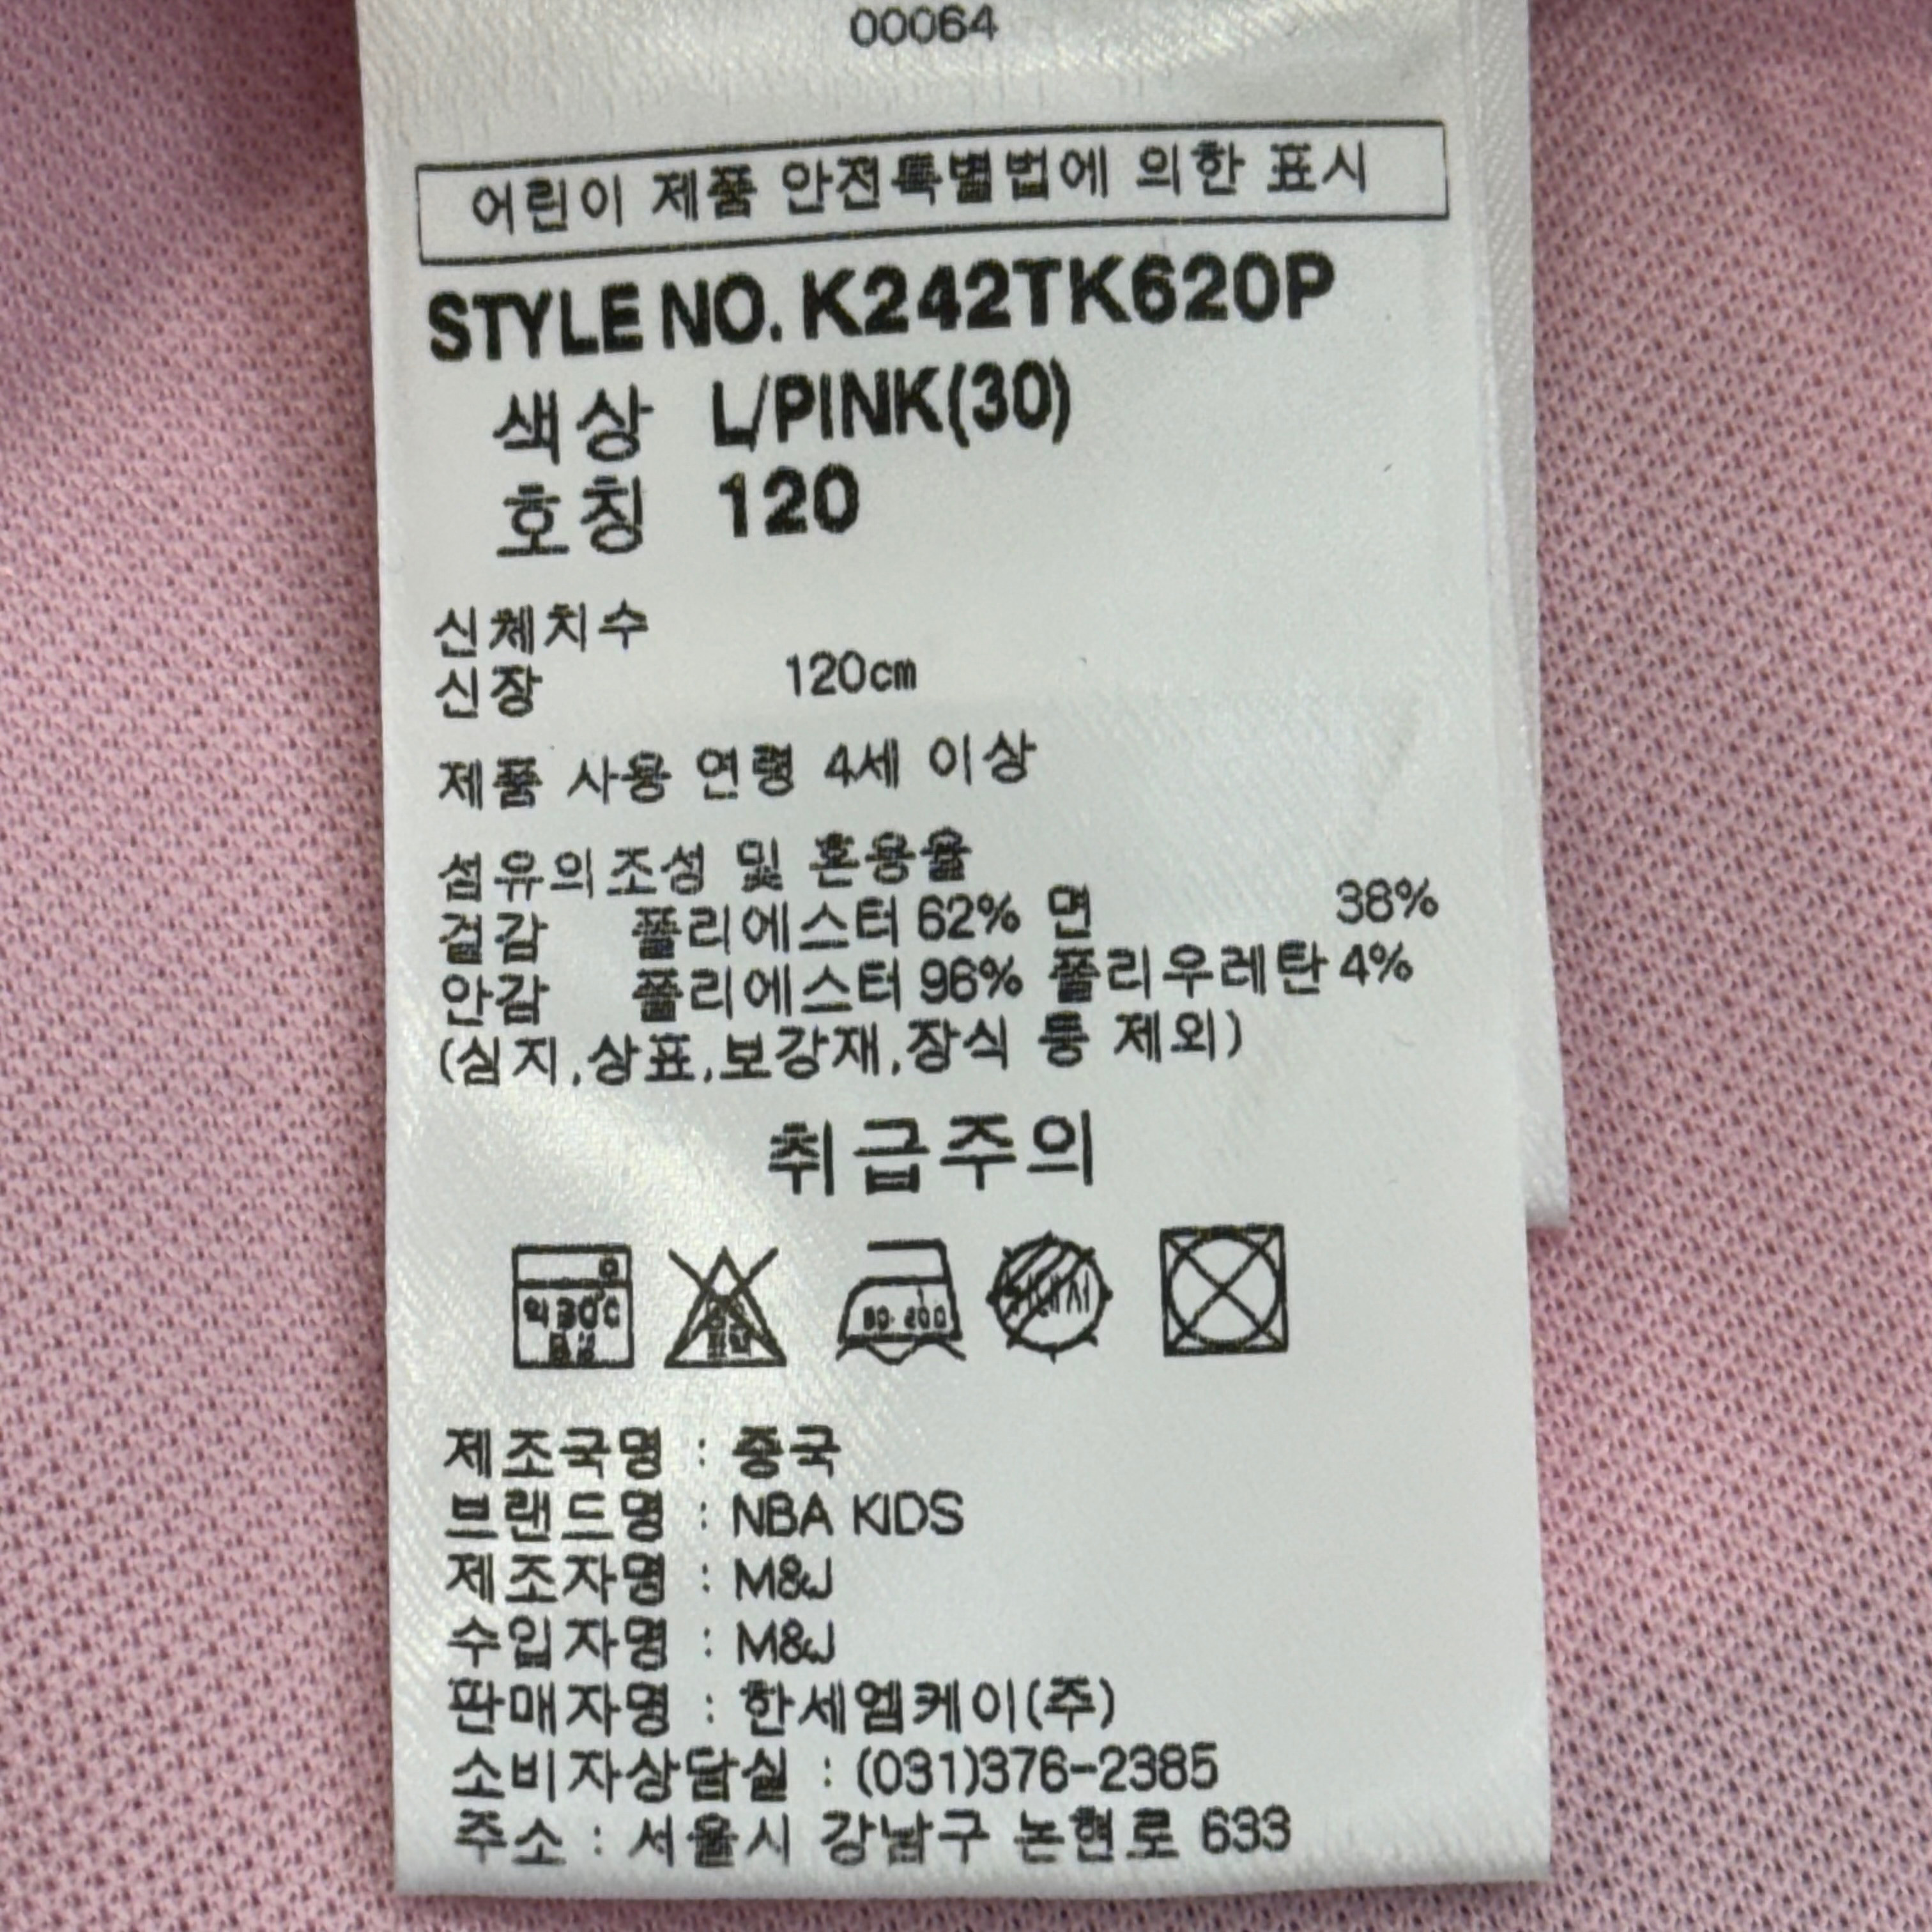 00064
어린이 제품 안전특별법에 의한 표시
STYLE NO. K242TK620P
색상 L/PINK(30)
호칭 120
신체치수
신장 120cm
제품 사용 연령 4세 이상
섬유의조성 및 혼용율
겉감 폴리에스터 62% 면 38%
안감 폴리에스터 96% 폴리우레탄 4%
(심지,상표,보강재,장식 등 제외)
취급주의
약30℃
제조국명 : 중국
브랜드명 : NBA KIDS
제조자명 : M&J
수입자명 : M&J
판매자명 : 한세엠케이(주)
소비자상담실 : (031)376-2385
주소 : 서울시 강남구 논현로 633